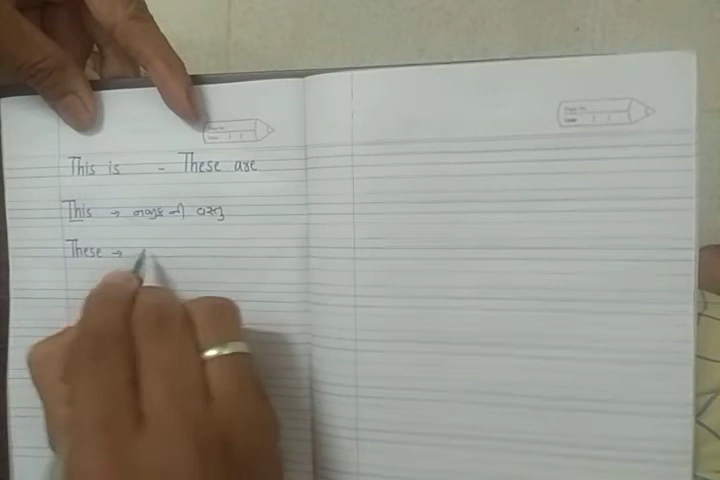 This is - These are
This → નજીક ની વસ્તુ
These →